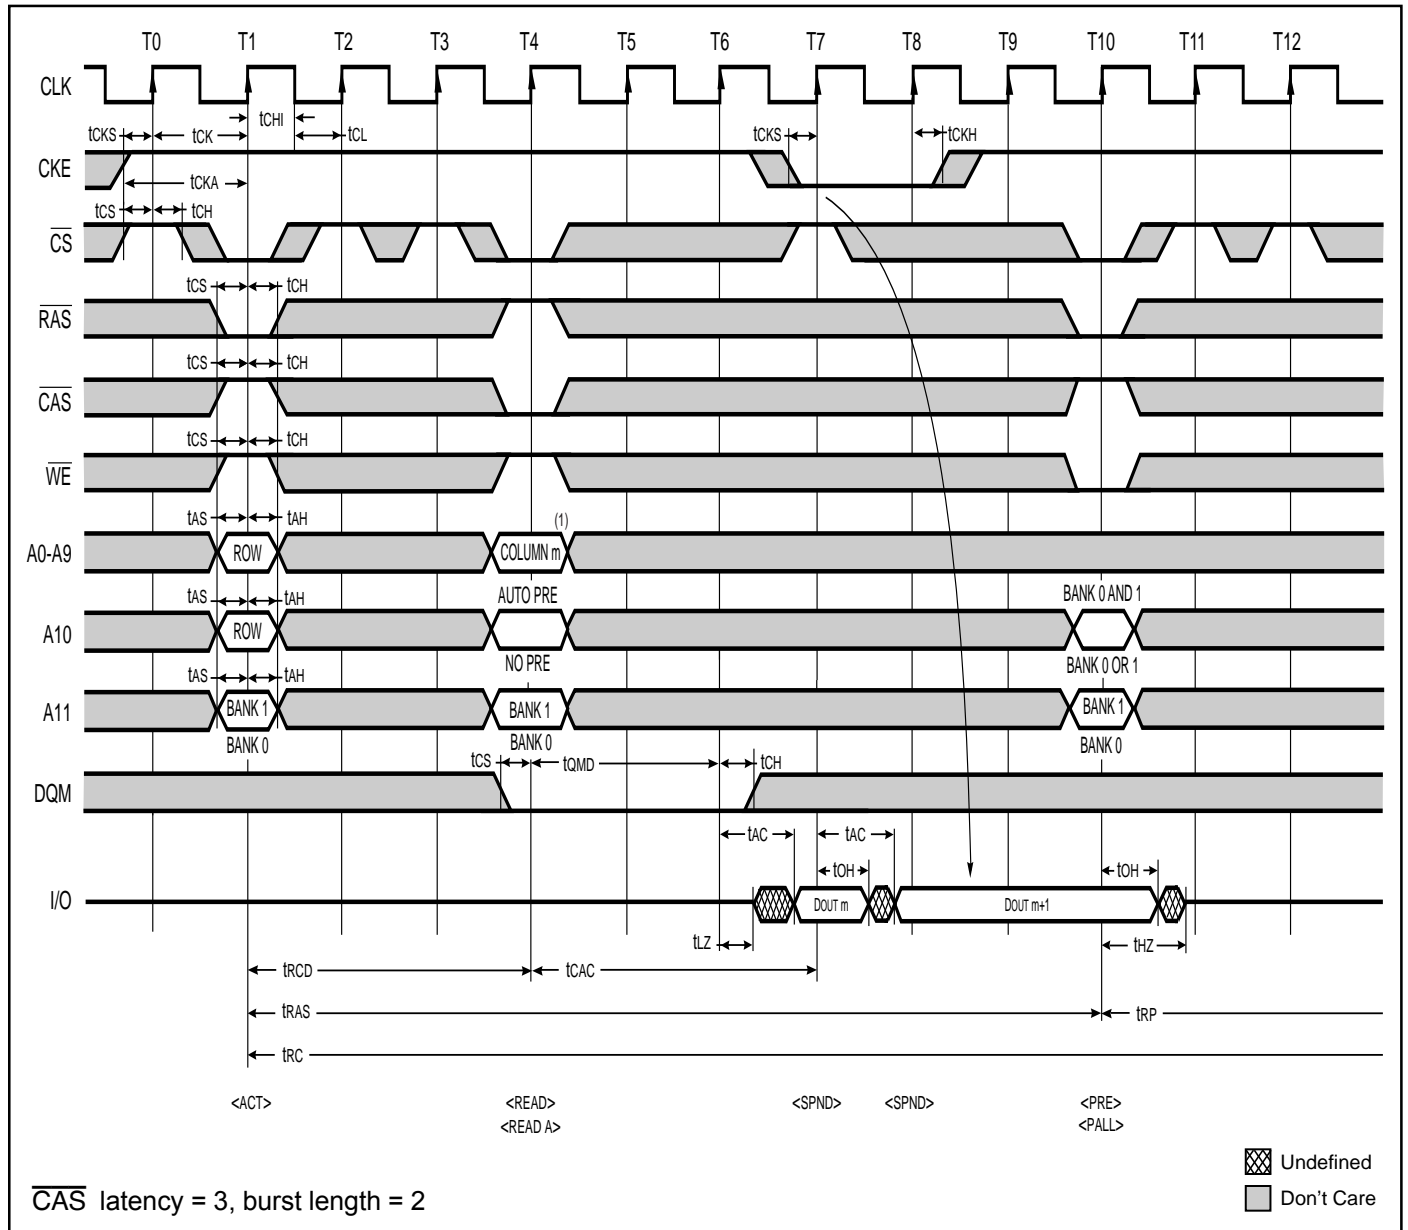 T0 T1 T2 T3 T4 T5 T6 T7 T8 T9 T10 T11 T12
CLK
tCHI
tCKS tCK tCL tCKS tCKH
CKE
tCKA
tCS tCH
CS
tCS tCH
RAS
tCS tCH
CAS
tCS tCH
WE
tAS tAH (1)
A0-A9 ROW COLUMN m
tAS tAH AUTO PRE BANK 0 AND 1
A10 ROW
NO PRE BANK 0 OR 1
tAS tAH
A11 BANK 1 BANK 1 BANK 1
BANK 0 BANK 0 BANK 0
tCS tQMD tCH
DQM
tAC tAC
tOH tOH
I/O DOUT m DOUT m+1
tLZ tHZ
tRCD tCAC
tRAS tRP
tRC
<ACT> <READ> <SPND> <SPND> <PRE>
<READ A> <PALL>
Undefined
CAS latency = 3, burst length = 2 Don't Care